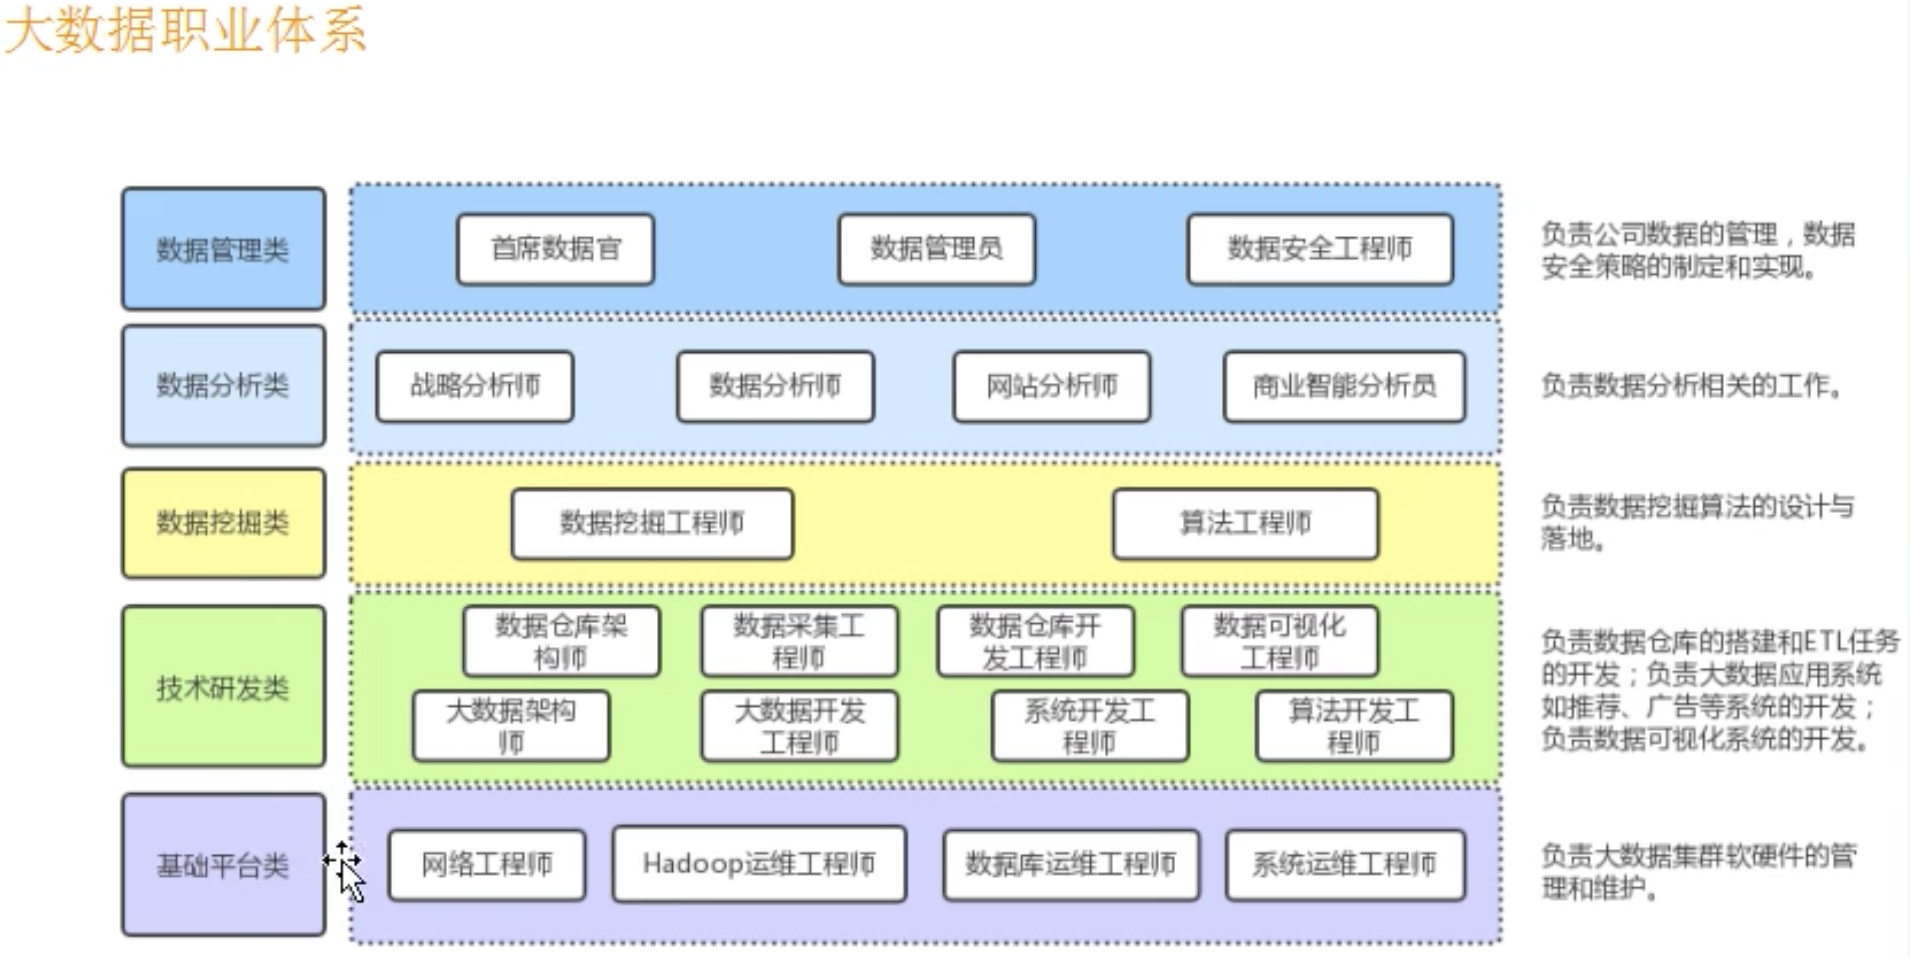 大数据职业体系
数据管理类
首席数据官
数据管理员
数据安全工程师
负责公司数据的管理，数据
安全策略的制定和实现。
数据分析类
战略分析师
数据分析师
网站分析师
商业智能分析员
负责数据分析相关的工作。
数据挖掘类
数据挖掘工程师
算法工程师
负责数据挖掘算法的设计与
落地。
技术研发类
数据仓库架
构师
数据采集工
程师
数据仓库开
发工程师
数据可视化
工程师
大数据架构
师
大数据开发
工程师
系统开发工
程师
算法开发工
程师
负责数据仓库的搭建和ETL任务
的开发；负责大数据应用系统
如推荐、广告等系统的开发；
负责数据可视化系统的开发。
基础平台类
网络工程师
Hadoop运维工程师
数据库运维工程师
系统运维工程师
负责大数据集群软硬件的管
理和维护。